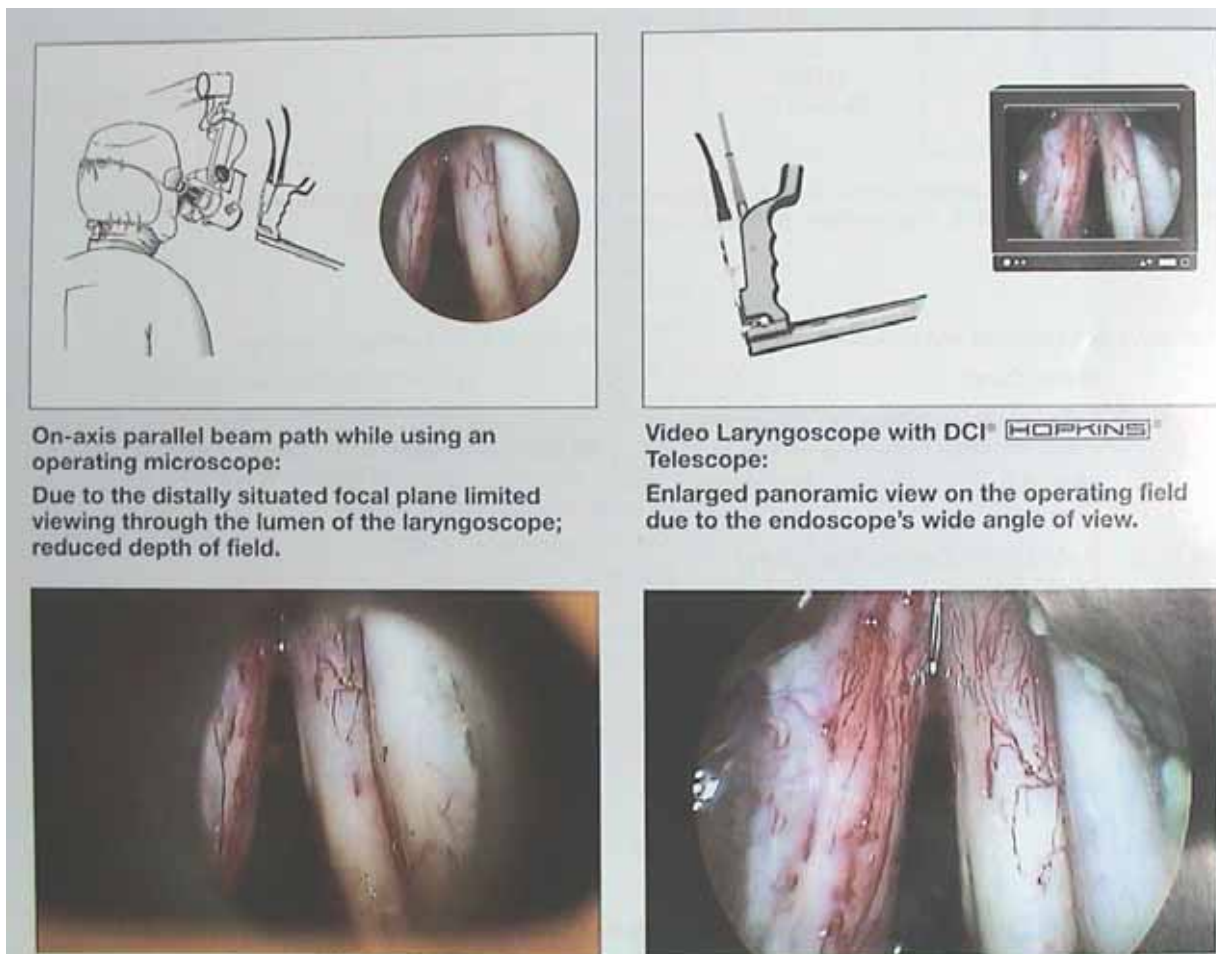 On-axis parallel beam path while using an
operating microscope:
Due to the distally situated focal plane limited
viewing through the lumen of the laryngoscope;
reduced depth of field.
Video Laryngoscope with DCI® HOPKINS®
Telescope:
Enlarged panoramic view on the operating field
due to the endoscope's wide angle of view.